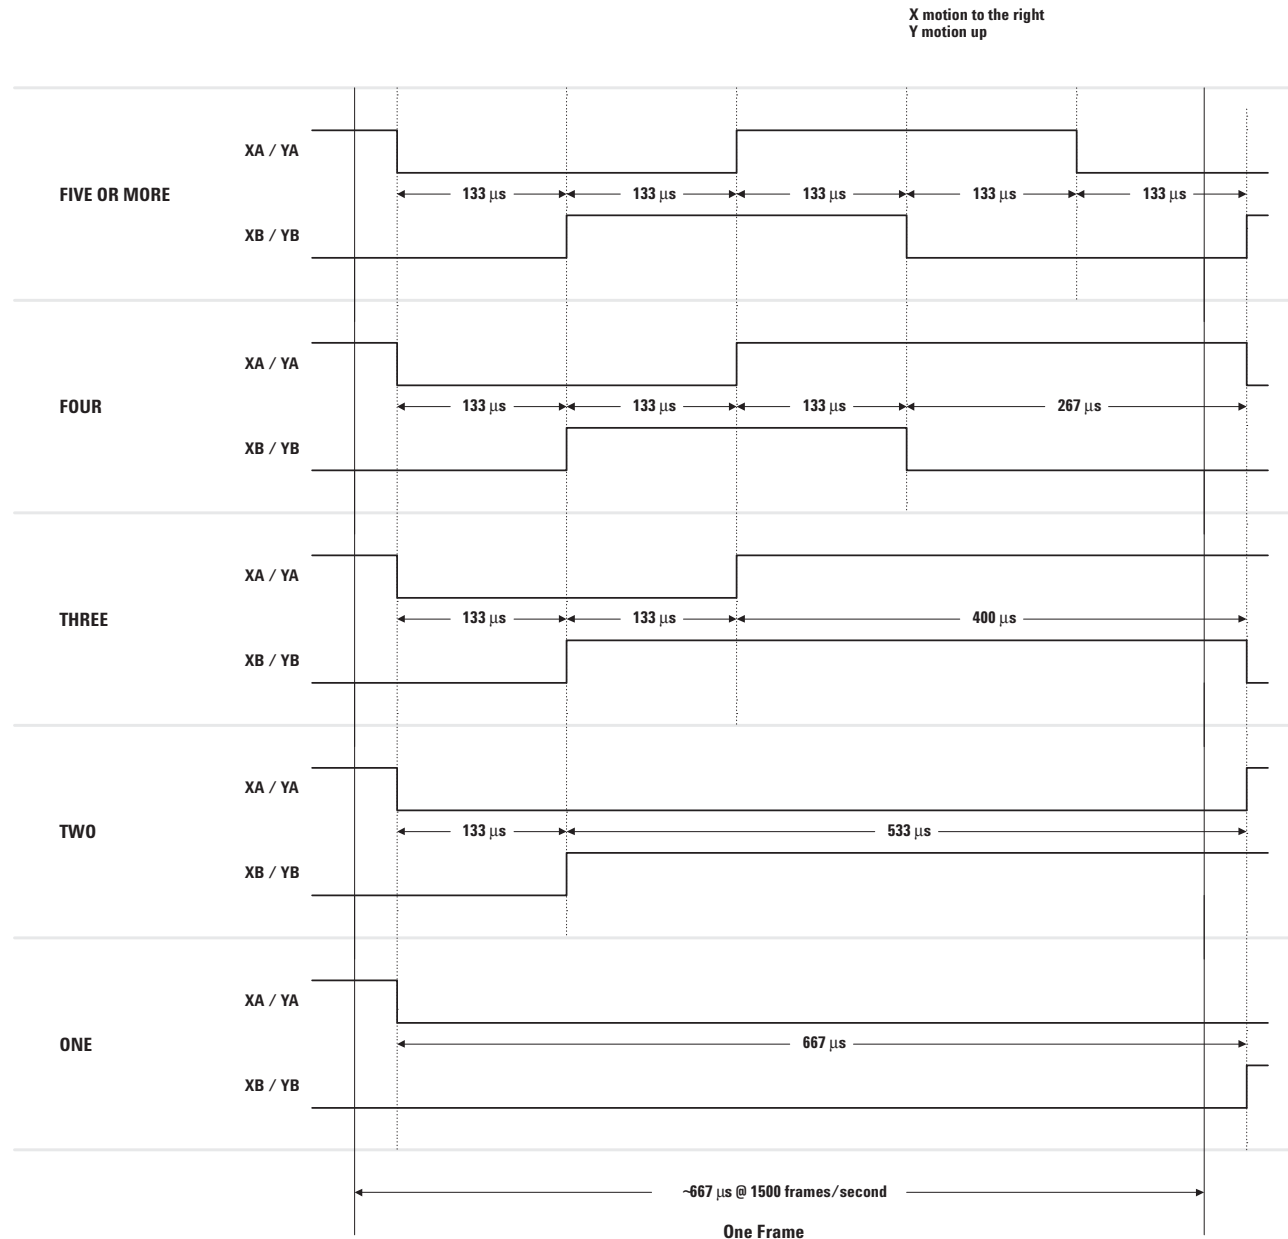 X motion to the right
Y motion up
XA / YA
FIVE OR MORE
133 µs
133 µs
133 µs
133 µs
133 µs
XB / YB
XA / YA
FOUR
133 µs
133 µs
133 µs
267 µs
XB / YB
XA / YA
THREE
133 µs
133 µs
400 µs
XB / YB
XA / YA
TWO
133 µs
533 µs
XB / YB
XA / YA
ONE
667 µs
XB / YB
~667 µs @ 1500 frames/second
One Frame